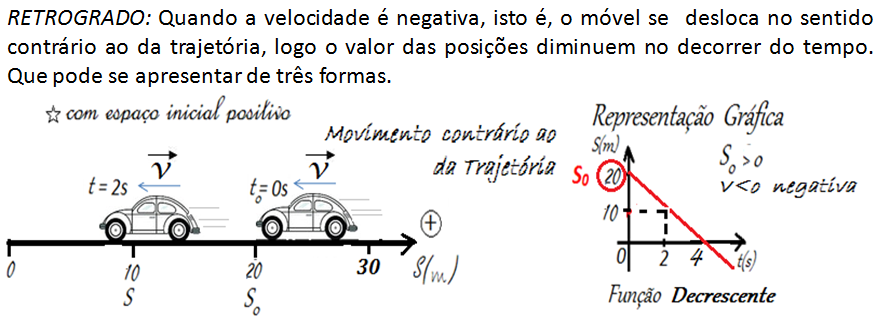 RETROGRADO: Quando a velocidade é negativa, isto é, o móvel se desloca no sentido
contrário ao da trajetória, logo o valor das posições diminuem no decorrer do tempo.
Que pode se apresentar de três formas.
☆ com espaço inicial positivo
Movimento contrário ao
da Trajetória
v
t = 2s
v
t₀= 0s
+
0
10
20
30
S(m)
S
S₀
Representação Gráfica
S(m)
S₀ > 0
v<0 negativa
S₀ 20
10
0
2
4
t(s)
Função Decrescente